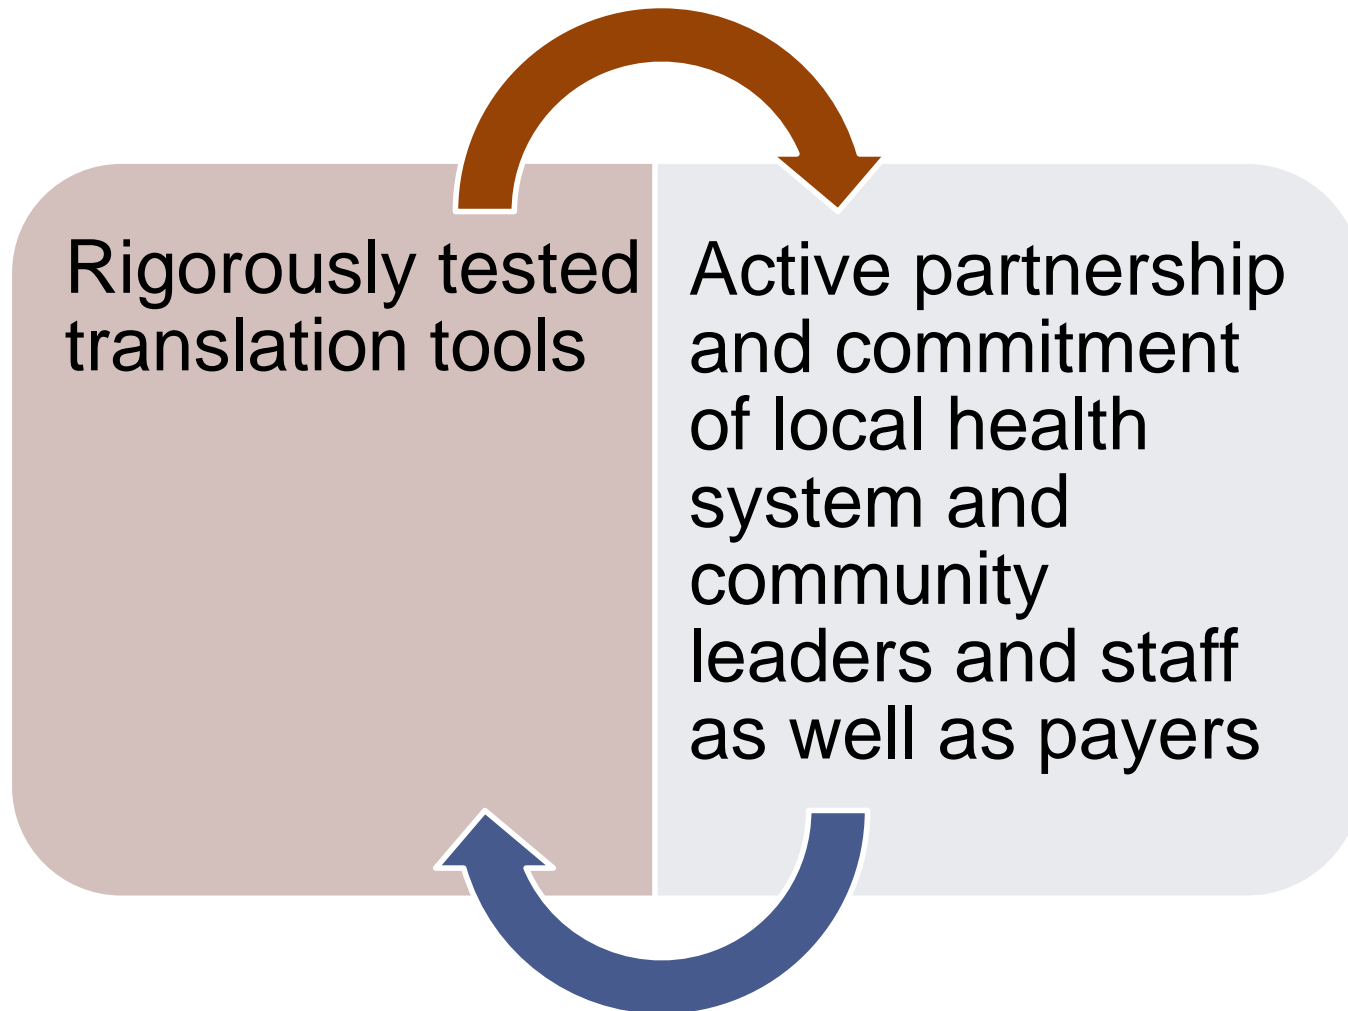 Rigorously tested
translation tools
Active partnership
and commitment
of local health
system and
community
leaders and staff
as well as payers